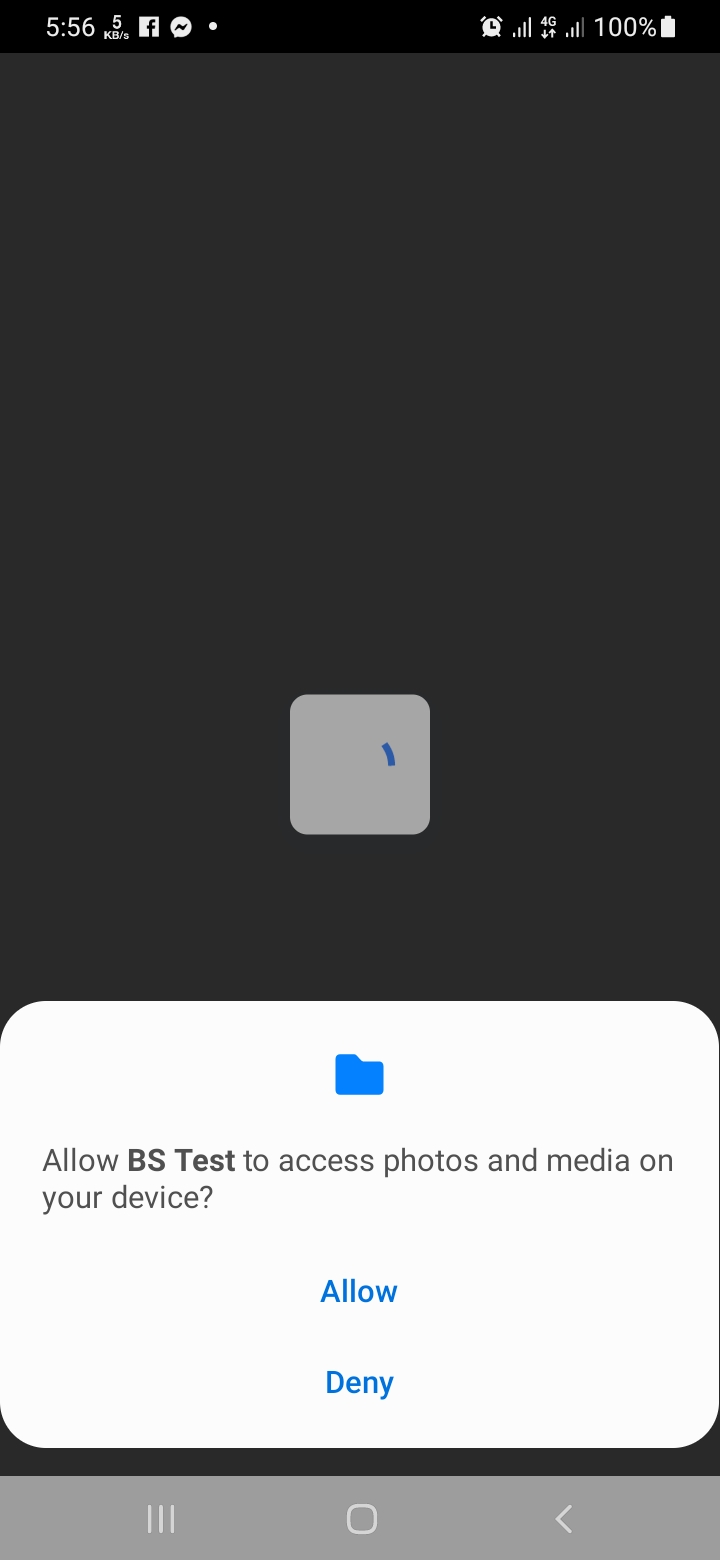 5:56 5 KB/s 4G 100%
Allow BS Test to access photos and media on
your device?
Allow
Deny